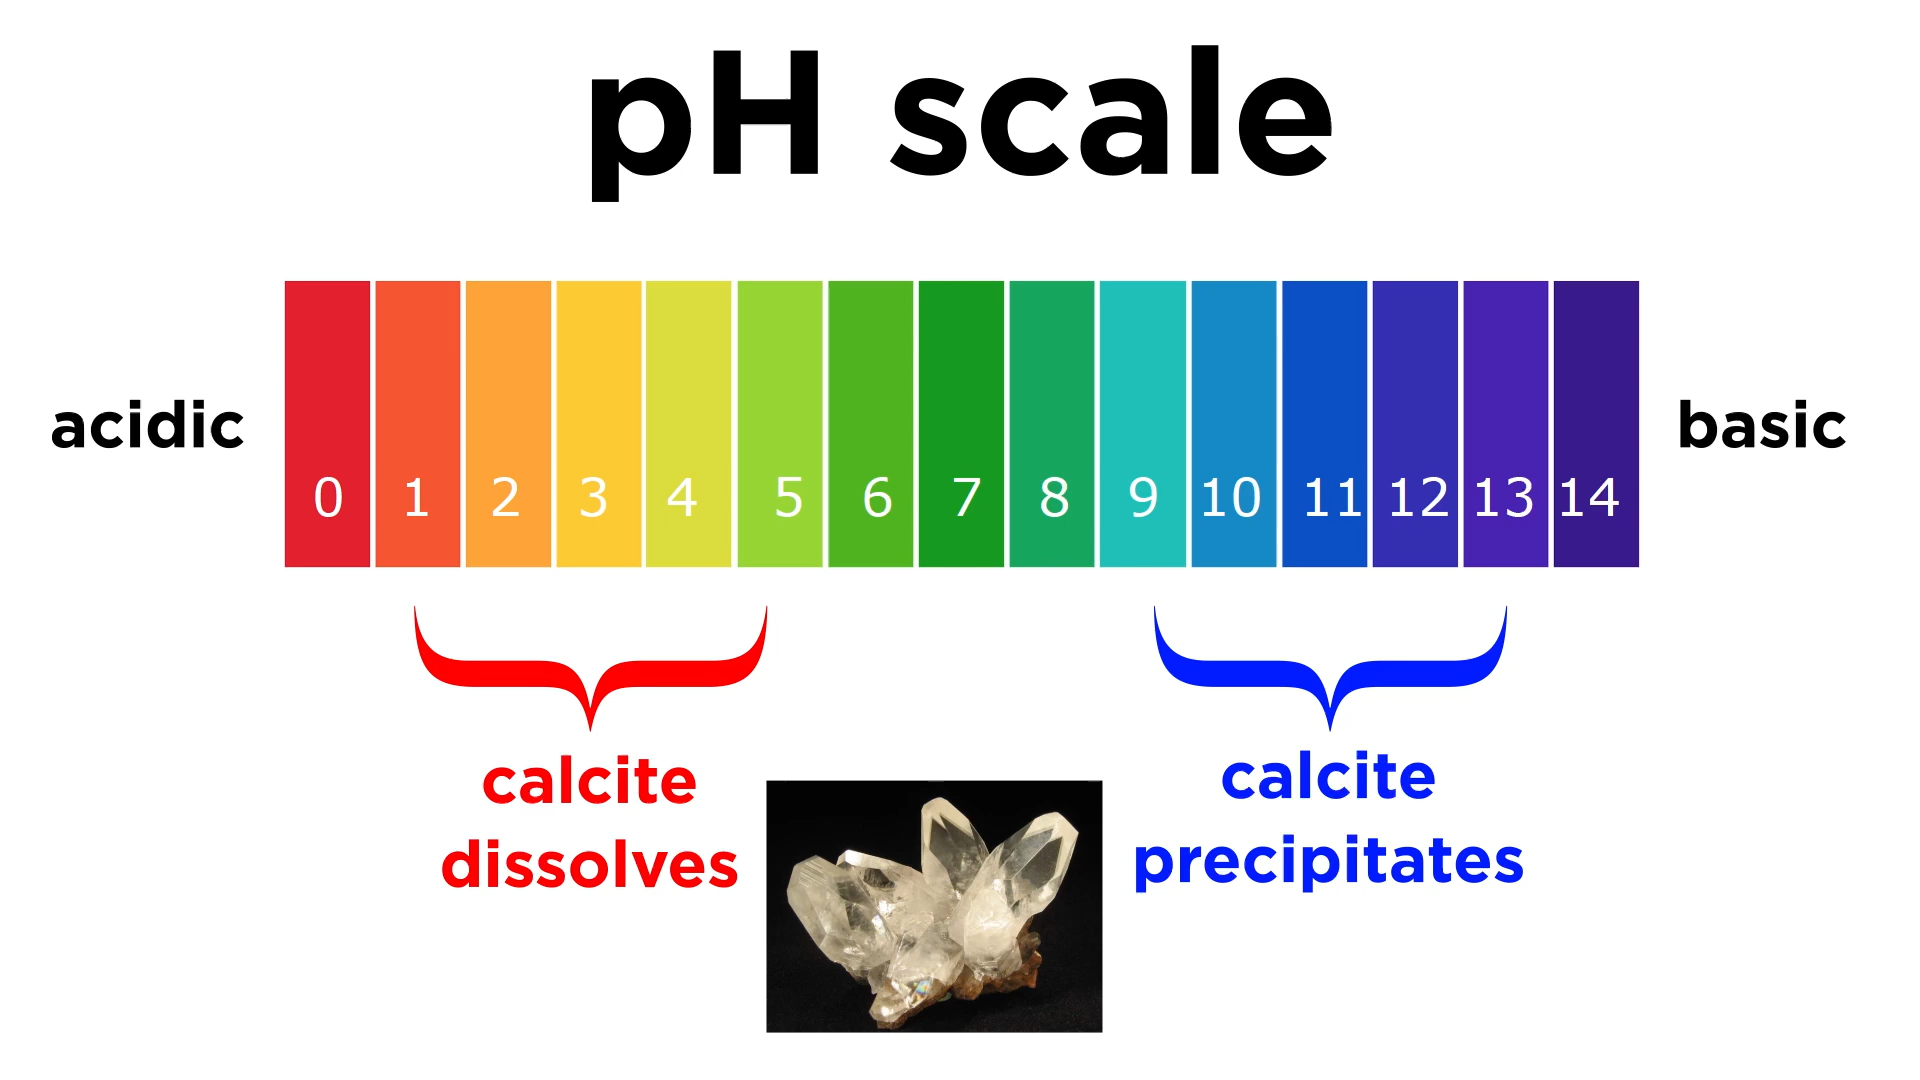 pH scale
acidic
0 1 2 3 4 5 6 7 8 9 10 11 12 13 14
basic
calcite
dissolves
calcite
precipitates